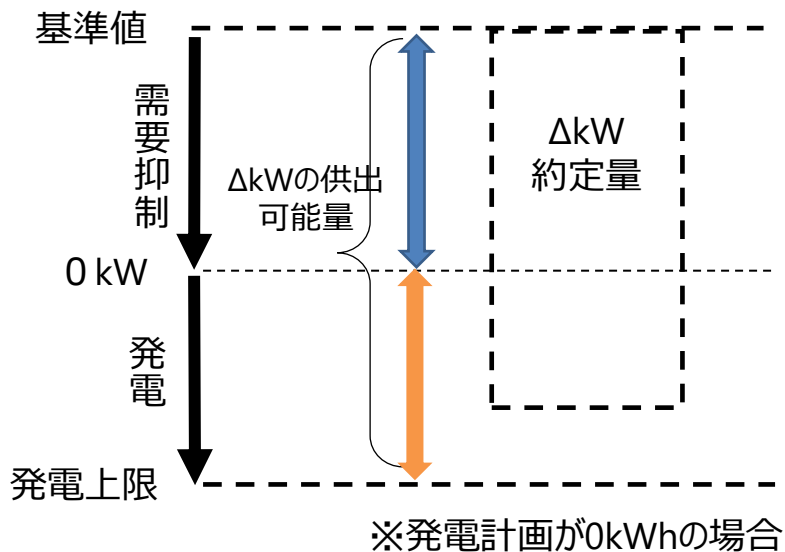 基準値
需要抑制
ΔkWの供出
可能量
ΔkW
約定量
0 kW
発電
発電上限
※発電計画が0kWhの場合